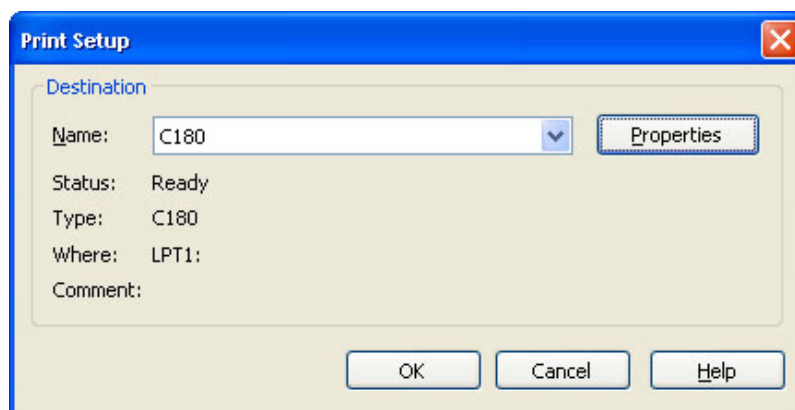 Print Setup
Destination
Name: C180 Properties
Status: Ready
Type: C180
Where: LPT1:
Comment:
OK Cancel Help